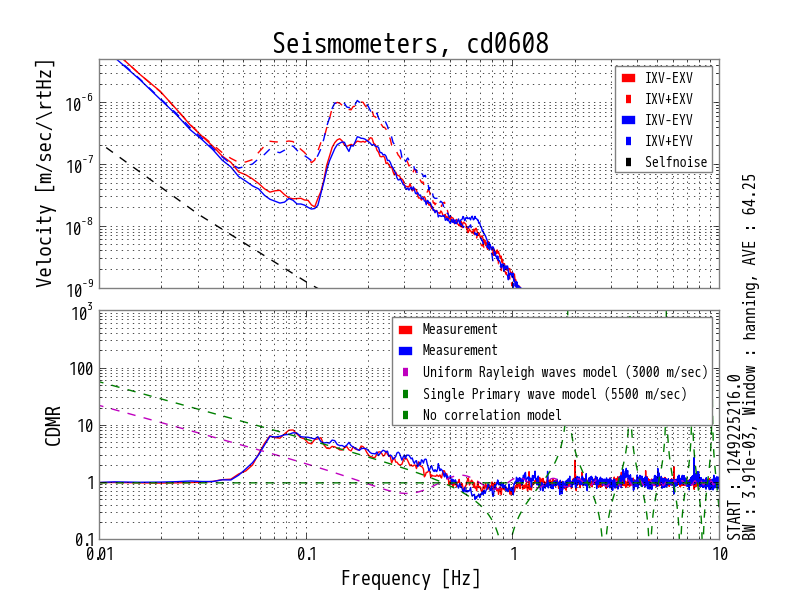 Seismometers, cd0608
Velocity [m/sec/\rtHz]
10^-6
10^-7
10^-8
10^-9
IXV-EXV
IXV+EXV
IXV-EYV
IXV+EYV
Selfnoise
CDMR
10^3
100
10
1
0.1
Measurement
Measurement
Uniform Rayleigh waves model (3000 m/sec)
Single Primary wave model (5500 m/sec)
No correlation model
0.01
0.1
1
10
Frequency [Hz]
START : 1249225216.0
BW : 3.91e-03, Window : hanning, AVE : 64.25